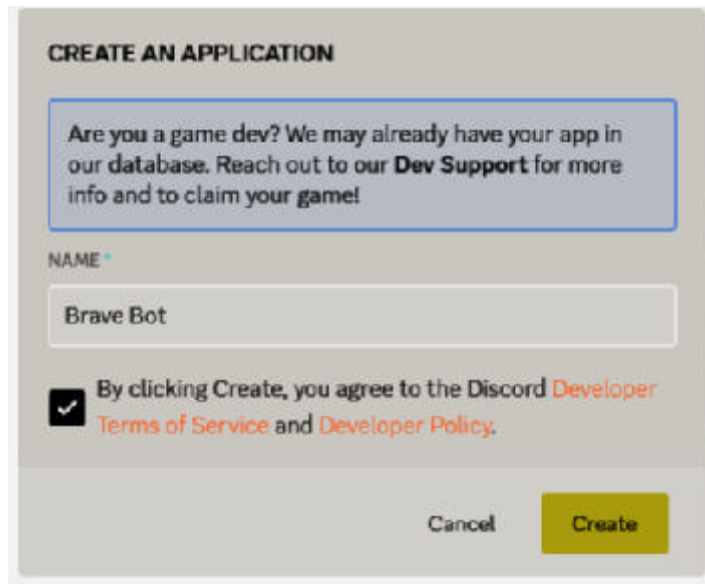 CREATE AN APPLICATION
Are you a game dev? We may already have your app in
our database. Reach out to our Dev Support for more
info and to claim your game!
NAME *
Brave Bot
By clicking Create, you agree to the Discord Developer
Terms of Service and Developer Policy.
Cancel
Create